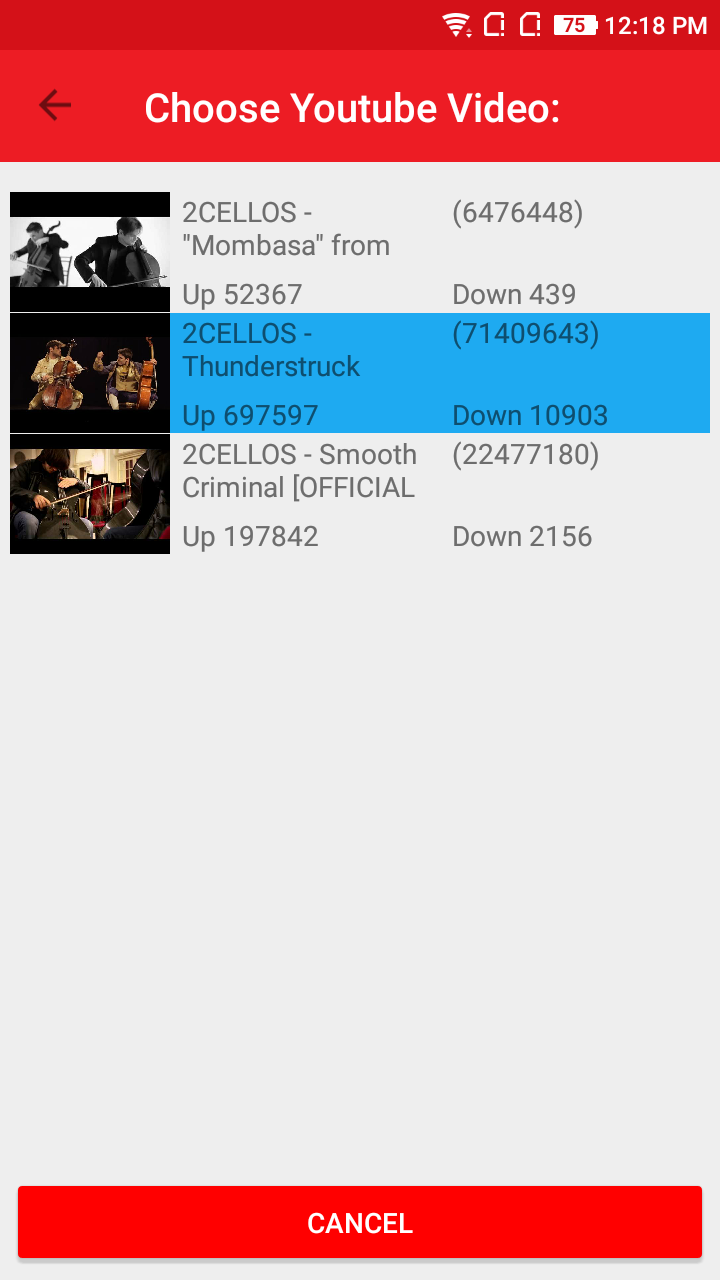 75 12:18 PM
Choose Youtube Video:
2CELLOS - (6476448)
"Mombasa" from
Up 52367 Down 439
2CELLOS - (71409643)
Thunderstruck
Up 697597 Down 10903
2CELLOS - Smooth (22477180)
Criminal [OFFICIAL
Up 197842 Down 2156
CANCEL